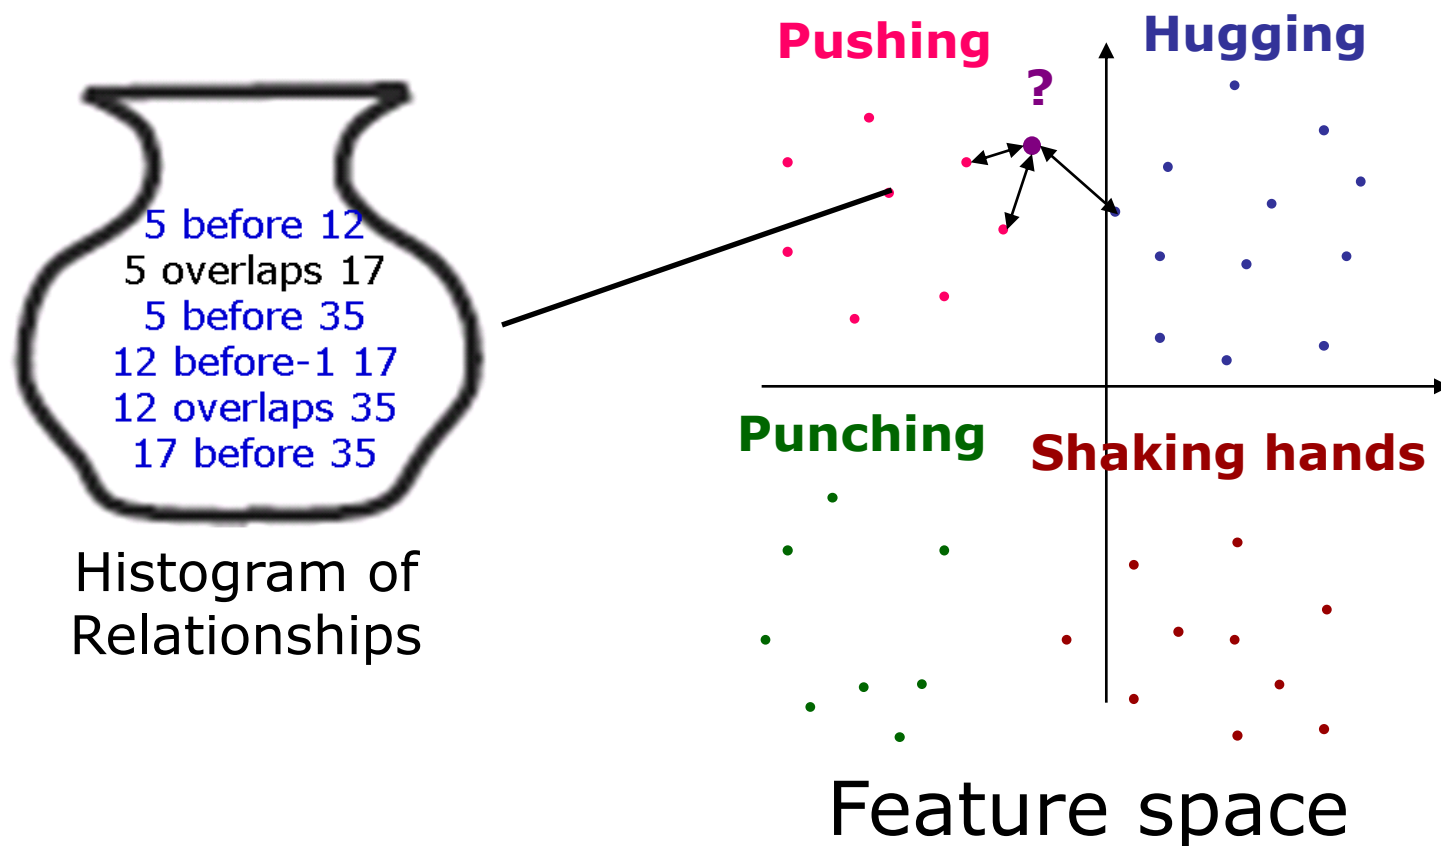 5 before 12
5 overlaps 17
5 before 35
12 before-1 17
12 overlaps 35
17 before 35
Histogram of
Relationships
Pushing
Hugging
?
Punching
Shaking hands
Feature space